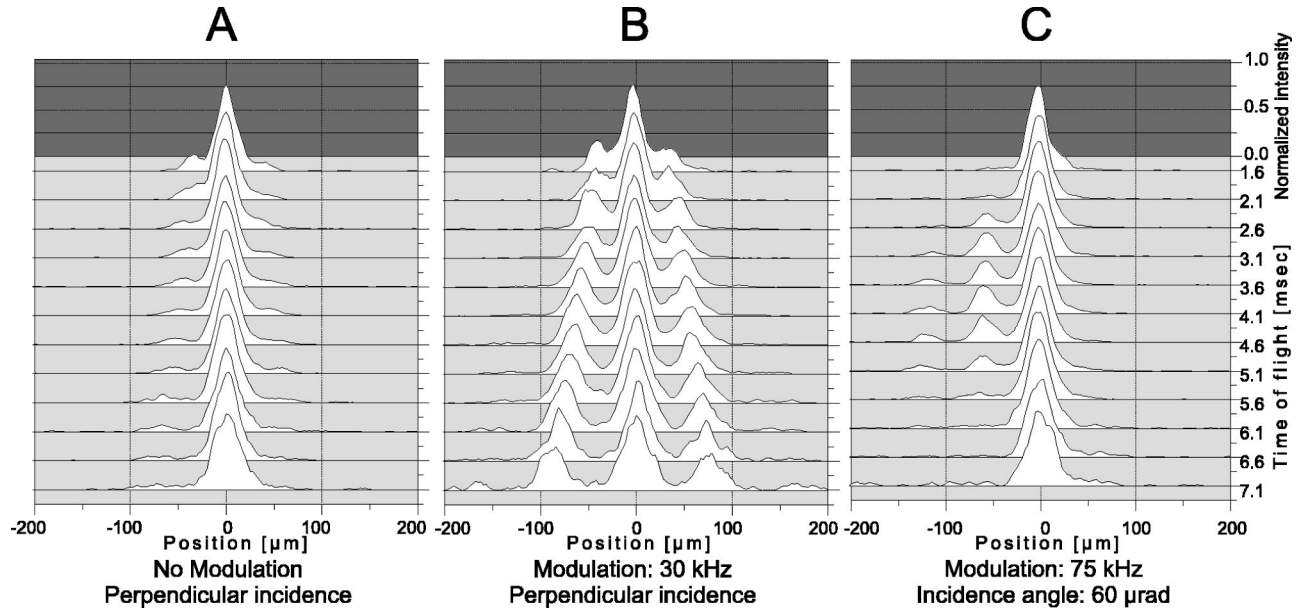 A B C
1.0
0.5
0.0
Normalized intensity
1.6
2.1
2.6
3.1
3.6
4.1
4.6
5.1
5.6
6.1
6.6
7.1
Time of flight [msec]
-200 -100 0 100 200
-200 -100 0 100 200
-200 -100 0 100 200
Position [µm] Position [µm] Position [µm]
No Modulation Modulation: 30 kHz Modulation: 75 kHz
Perpendicular incidence Perpendicular incidence Incidence angle: 60 µrad